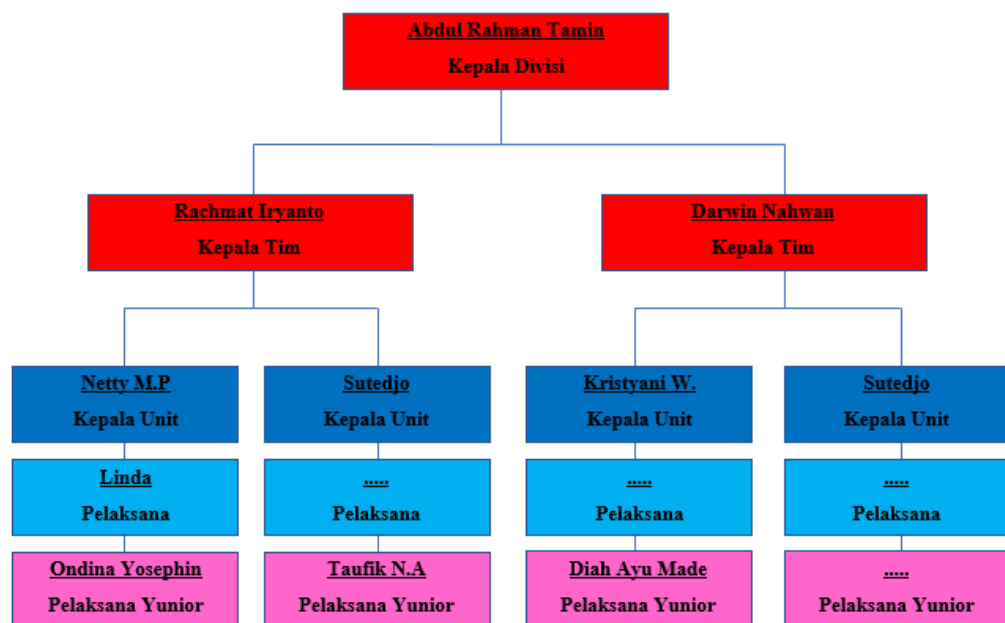 Abdul Rahman Tamin
Kepala Divisi
Rachmat Iryanto
Kepala Tim
Darwin Nahwan
Kepala Tim
Netty M.P
Kepala Unit
Sutedjo
Kepala Unit
Kristyani W.
Kepala Unit
Sutedjo
Kepala Unit
Linda
Pelaksana
.....
Pelaksana
.....
Pelaksana
.....
Pelaksana
Ondina Yosephin
Pelaksana Yunior
Taufik N.A
Pelaksana Yunior
Diah Ayu Made
Pelaksana Yunior
.....
Pelaksana Yunior